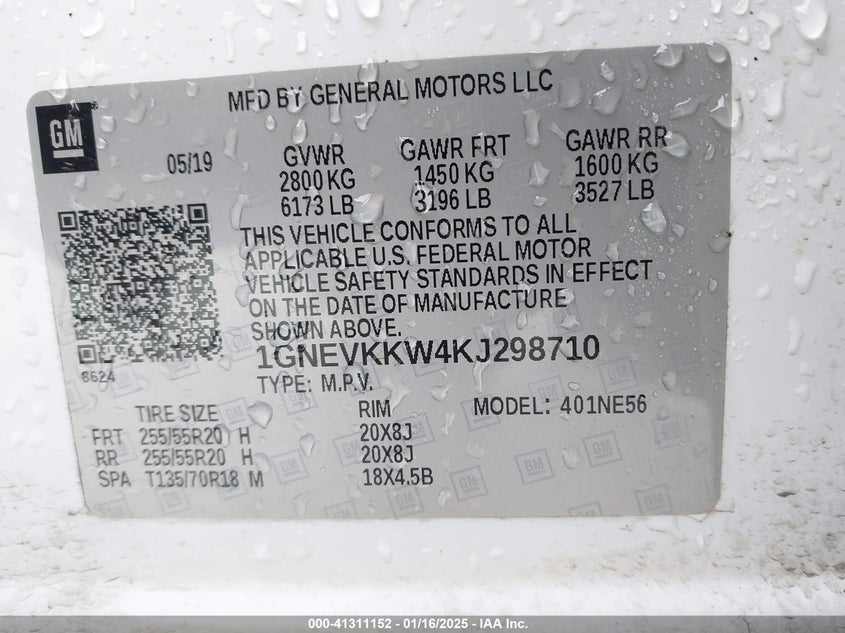 MFD BY GENERAL MOTORS LLC
GM
05/19
GVWR GAWR FRT GAWR RR
2800 KG 1450 KG 1600 KG
6173 LB 3196 LB 3527 LB
THIS VEHICLE CONFORMS TO ALL
APPLICABLE U.S. FEDERAL MOTOR
VEHICLE SAFETY STANDARDS IN EFFECT
ON THE DATE OF MANUFACTURE
SHOWN ABOVE.
1GNEVKKW4KJ298710
8624
TYPE: M.P.V.
TIRE SIZE RIM MODEL: 401NE56
FRT 255/55R20 H 20X8J
RR 255/55R20 H 20X8J
SPA T135/70R18 M 18X4.5B
000-41311152 - 01/16/2025 - IAA Inc.